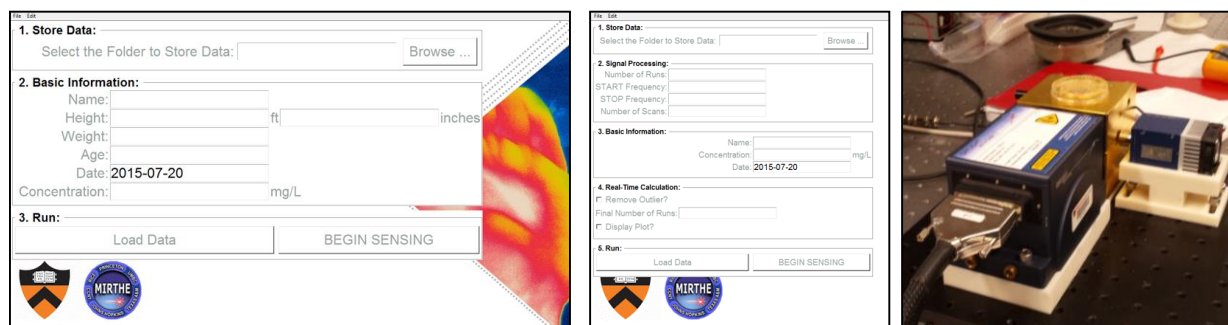 File Edit
1. Store Data:
Select the Folder to Store Data:
Browse ...
2. Basic Information:
Name:
Height: ft inches
Weight:
Age:
Date: 2015-07-20
Concentration: mg/L
3. Run:
Load Data BEGIN SENSING
MIRTHE
File Edit
1. Store Data:
Select the Folder to Store Data: Browse ...
2. Signal Processing:
Number of Runs:
START Frequency:
STOP Frequency:
Number of Scans:
3. Basic Information:
Name:
Concentration: mg/L
Date: 2015-07-20
4. Real-Time Calculation:
Remove Outlier?
Final Number of Runs:
Display Plot?
5. Run:
Load Data BEGIN SENSING
MIRTHE